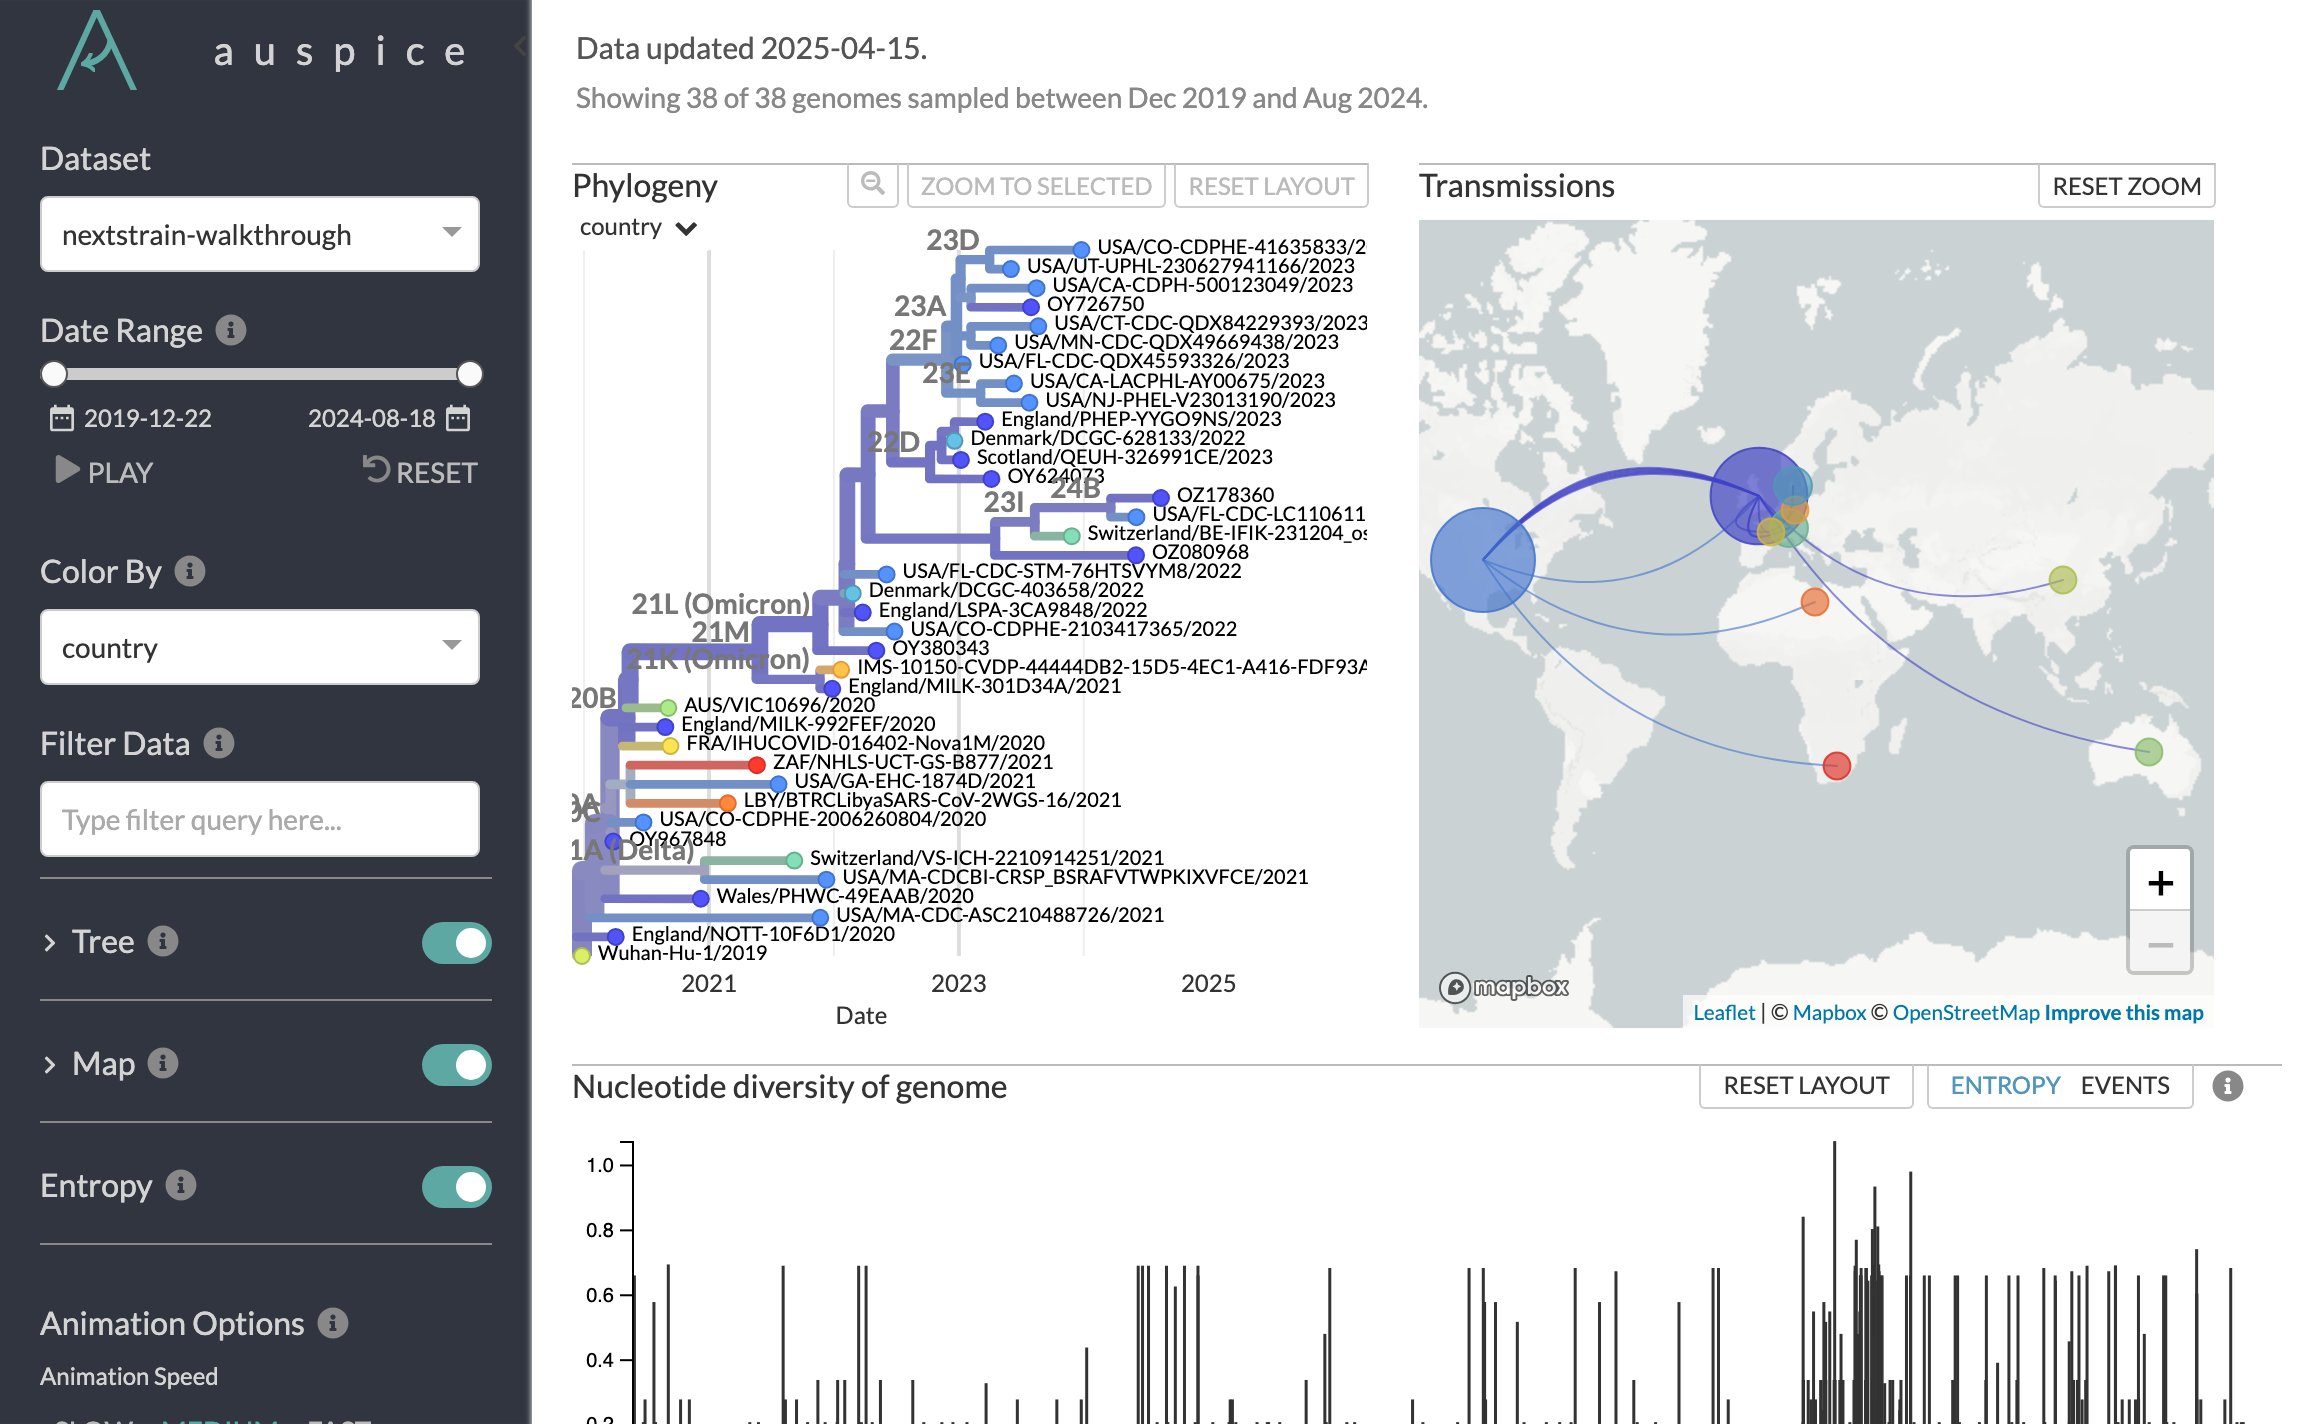 auspice
Dataset
nextstrain-walkthrough
Date Range
2019-12-22
2024-08-18
PLAY
RESET
Color By
country
Filter Data
Type filter query here...
Tree
Map
Entropy
Animation Options
Animation Speed
SLOW MEDIUM FAST
Data updated 2025-04-15.
Showing 38 of 38 genomes sampled between Dec 2019 and Aug 2024.
Phylogeny
ZOOM TO SELECTED
RESET LAYOUT
country
23D
USA/CO-CDPHE-41635833/2
USA/UT-UPHL-230627941166/2023
USA/CA-CDPH-500123049/2023
23A
OY726750
USA/CT-CDC-QDX84229393/2023
22F
USA/MN-CDC-QDX49669438/2023
USA/FL-CDC-QDX45593326/2023
23E
USA/CA-LACPHL-AY00675/2023
USA/NJ-PHEL-V23013190/2023
England/PHEP-YYGO9NS/2023
22D
Denmark/DCGC-628133/2022
Scotland/QEUH-326991CE/2023
OY624073
24B
23I
OZ178360
USA/FL-CDC-LC110611
Switzerland/BE-IFIK-231204_os
OZ080968
USA/FL-CDC-STM-76HTSVYM8/2022
Denmark/DCGC-403658/2022
21L (Omicron)
England/LSPA-3CA9848/2022
21M
USA/CO-CDPHE-2103417365/2022
OY380343
21K (Omicron)
IMS-10150-CVDP-44444DB2-15D5-4EC1-A416-FDF93A
England/MILK-301D34A/2021
20B
AUS/VIC10696/2020
England/MILK-992FEF/2020
FRA/IHUCOVID-016402-Nova1M/2020
ZAF/NHLS-UCT-GS-B877/2021
USA/GA-EHC-1874D/2021
LBY/BTRCLibyaSARS-CoV-2WGS-16/2021
USA/CO-CDPHE-2006260804/2020
OY967848
1A (Delta)
Switzerland/VS-ICH-2210914251/2021
USA/MA-CDCBI-CRSP_BSRAFVTWPKIXVFCE/2021
Wales/PHWC-49EAAB/2020
USA/MA-CDC-ASC210488726/2021
England/NOTT-10F6D1/2020
Wuhan-Hu-1/2019
2021
2023
2025
Date
Transmissions
RESET ZOOM
+
−
mapbox
Leaflet | © Mapbox © OpenStreetMap Improve this map
Nucleotide diversity of genome
RESET LAYOUT
ENTROPY
EVENTS
1.0
0.8
0.6
0.4
0.2